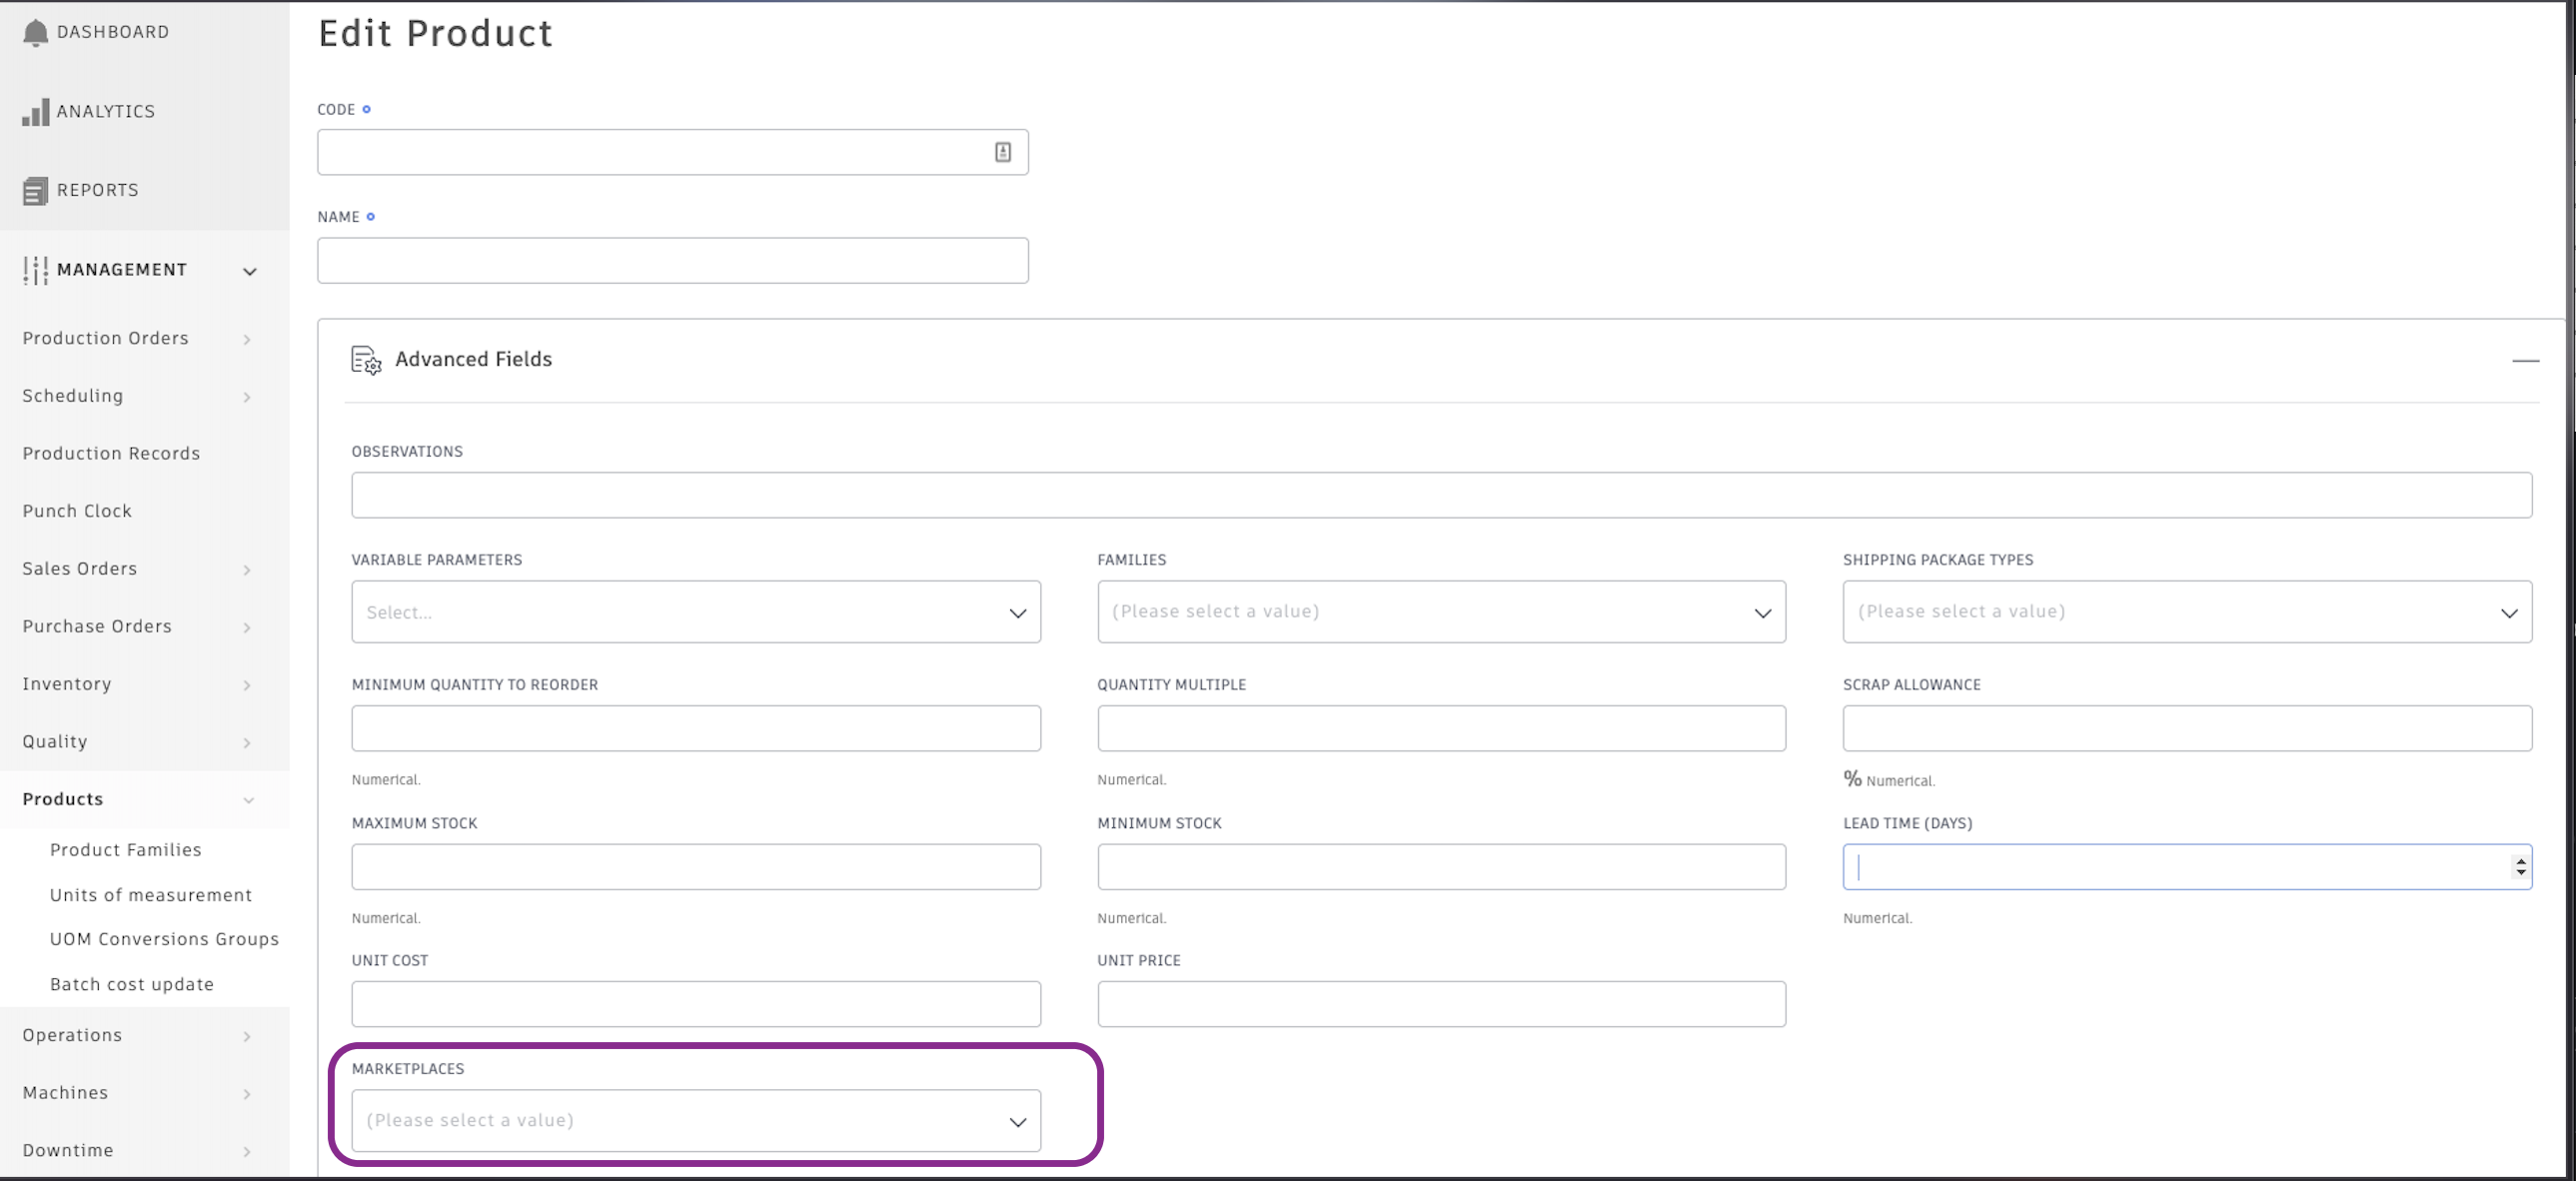 DASHBOARD
ANALYTICS
REPORTS
MANAGEMENT
Production Orders
Scheduling
Production Records
Punch Clock
Sales Orders
Purchase Orders
Inventory
Quality
Products
Product Families
Units of measurement
UOM Conversions Groups
Batch cost update
Operations
Machines
Downtime
Edit Product
CODE
NAME
Advanced Fields
OBSERVATIONS
VARIABLE PARAMETERS FAMILIES SHIPPING PACKAGE TYPES
Select... (Please select a value) (Please select a value)
MINIMUM QUANTITY TO REORDER QUANTITY MULTIPLE SCRAP ALLOWANCE
Numerical. Numerical. % Numerical.
MAXIMUM STOCK MINIMUM STOCK LEAD TIME (DAYS)
Numerical. Numerical. Numerical.
UNIT COST UNIT PRICE
MARKETPLACES
(Please select a value)